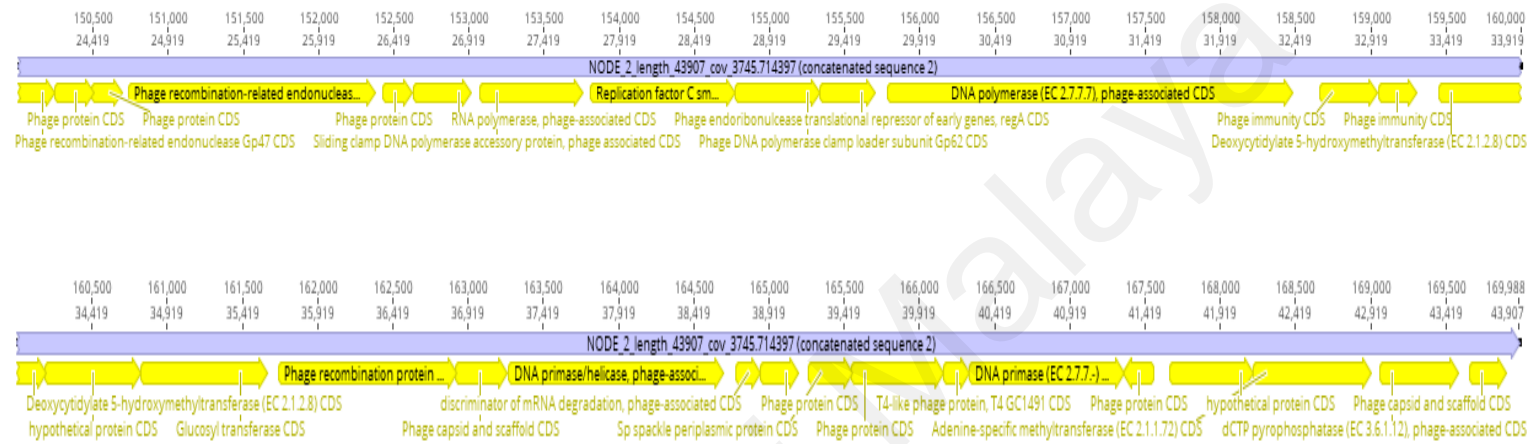 150,500 151,000 151,500 152,000 152,500 153,000 153,500 154,000 154,500 155,000 155,500 156,000 156,500 157,000 157,500 158,000 158,500 159,000 159,500 160,000
24,419 24,919 25,419 25,919 26,419 26,919 27,419 27,919 28,419 28,919 29,419 29,919 30,419 30,919 31,419 31,919 32,419 32,919 33,419 33,919
NODE_2_length_43907_cov_3745.714397 (concatenated sequence 2)
Phage recombination-related endonucleas... Replication factor C sm... DNA polymerase (EC 2.7.7.7), phage-associated CDS
Phage protein CDS Phage protein CDS Phage protein CDS RNA polymerase, phage-associated CDS Phage endoribonulcease translational repressor of early genes, regA CDS Phage immunity CDS Phage immunity CDS
Phage recombination-related endonuclease Gp47 CDS Sliding clamp DNA polymerase accessory protein, phage associated CDS Phage DNA polymerase clamp loader subunit Gp62 CDS Deoxycytidylate 5-hydroxymethyltransferase (EC 2.1.2.8) CDS
160,500 161,000 161,500 162,000 162,500 163,000 163,500 164,000 164,500 165,000 165,500 166,000 166,500 167,000 167,500 168,000 168,500 169,000 169,500 169,988
34,419 34,919 35,419 35,919 36,419 36,919 37,419 37,919 38,419 38,919 39,419 39,919 40,419 40,919 41,419 41,919 42,419 42,919 43,419 43,907
NODE_2_length_43907_cov_3745.714397 (concatenated sequence 2)
Phage recombination protein ... DNA primase/helicase, phage-associ... DNA primase (EC 2.7.7.-) ...
Deoxycytidylate 5-hydroxymethyltransferase (EC 2.1.2.8) CDS discriminator of mRNA degradation, phage-associated CDS Phage protein CDS T4-like phage protein, T4 GC1491 CDS Phage protein CDS hypothetical protein CDS Phage capsid and scaffold CDS
hypothetical protein CDS Glucosyl transferase CDS Phage capsid and scaffold CDS Sp spackle periplasmic protein CDS Phage protein CDS Adenine-specific methyltransferase (EC 2.1.1.72) CDS dCTP pyrophosphatase (EC 3.6.1.12), phage-associated CDS
Malaya